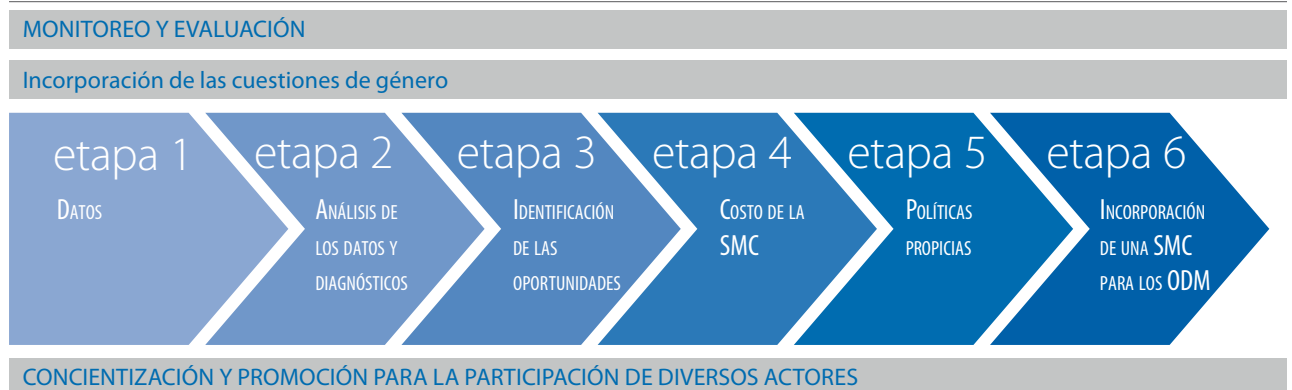 MONITOREO Y EVALUACIÓN
Incorporación de las cuestiones de género
etapa 1
Datos
etapa 2
Análisis de
los datos y
diagnósticos
etapa 3
Identificación
de las
oportunidades
etapa 4
Costo de la
SMC
etapa 5
Políticas
propicias
etapa 6
Incorporación
de una SMC
para los ODM
CONCIENTIZACIÓN Y PROMOCIÓN PARA LA PARTICIPACIÓN DE DIVERSOS ACTORES